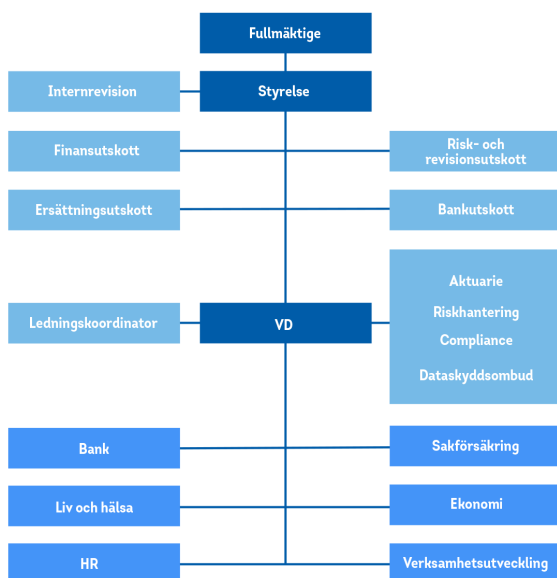 Fullmäktige
Internrevision
Styrelse
Finansutskott
Risk- och
revisionsutskott
Ersättningsutskott
Bankutskott
Ledningskoordinator
VD
Aktuarie
Riskhantering
Compliance
Dataskyddsombud
Bank
Sakförsäkring
Liv och hälsa
Ekonomi
HR
Verksamhetsutveckling